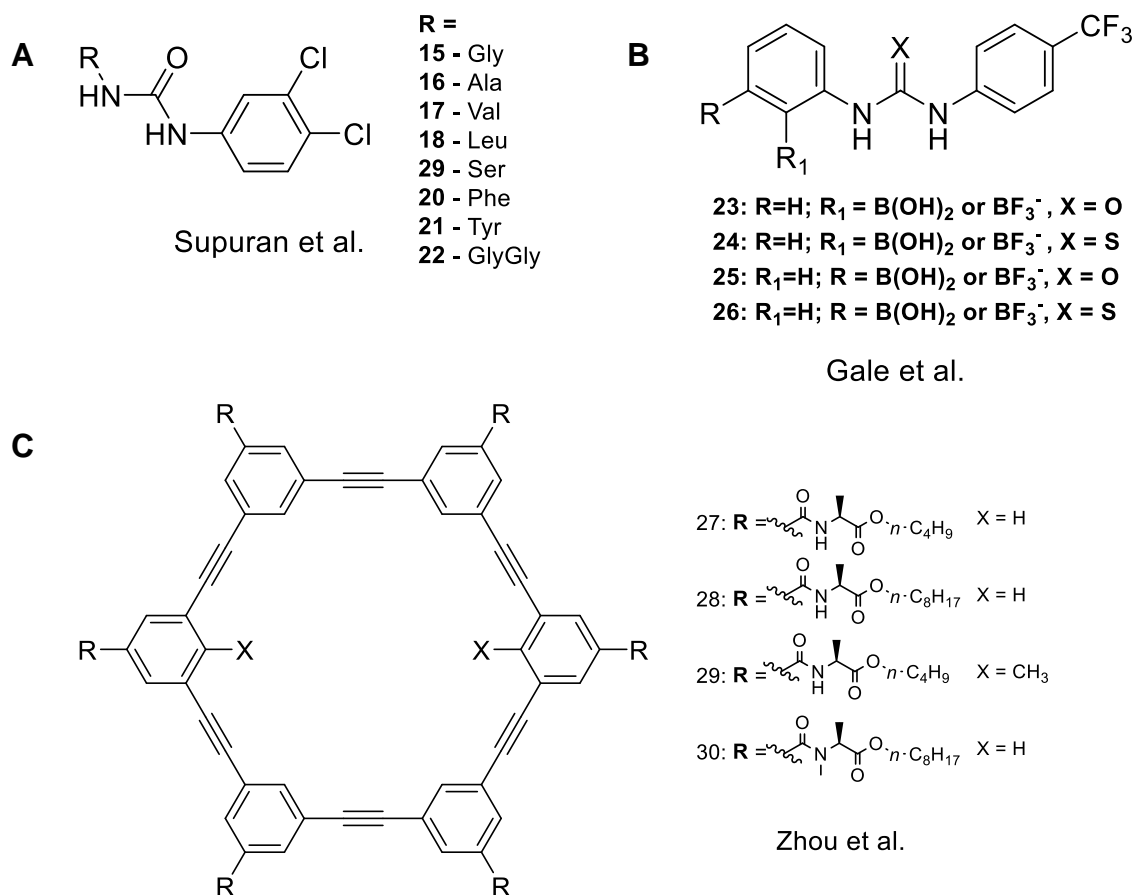 A
R
HN
O
N
H
Cl
Cl
R =
15 - Gly
16 - Ala
17 - Val
18 - Leu
29 - Ser
20 - Phe
21 - Tyr
22 - GlyGly
Supuran et al.
B
X
CF3
R
R1
N
H
N
H
23: R=H; R1 = B(OH)2 or BF3-, X = O
24: R=H; R1 = B(OH)2 or BF3-, X = S
25: R1=H; R = B(OH)2 or BF3-, X = O
26: R1=H; R = B(OH)2 or BF3-, X = S
Gale et al.
C
R
R
R
X
X
R
R
R
27: R = O N H O O n-C4H9 X = H
28: R = O N H O O n-C8H17 X = H
29: R = O N H O O n-C4H9 X = CH3
30: R = O N O O n-C8H17 X = H
Zhou et al.